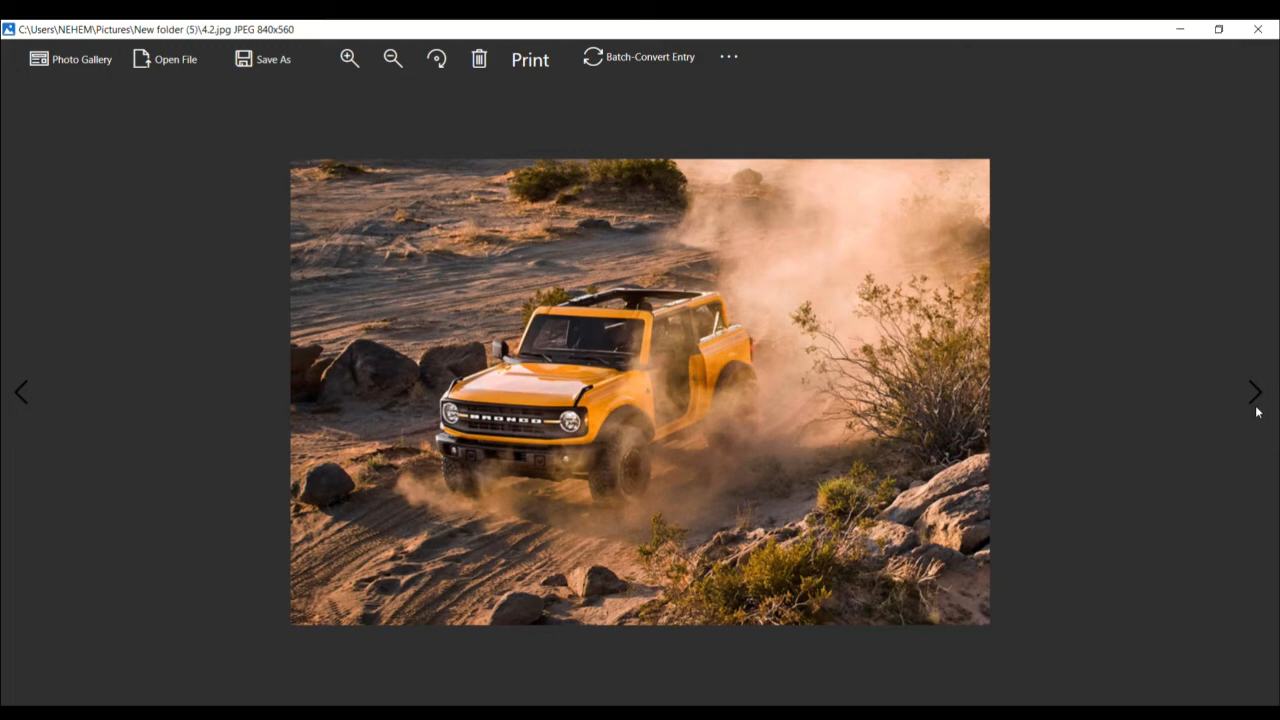 C:\Users\NEHEM\Pictures\New folder (5)\4.2.jpg JPEG 840x560
Photo Gallery Open File Save As Print Batch-Convert Entry ...
BRONCO